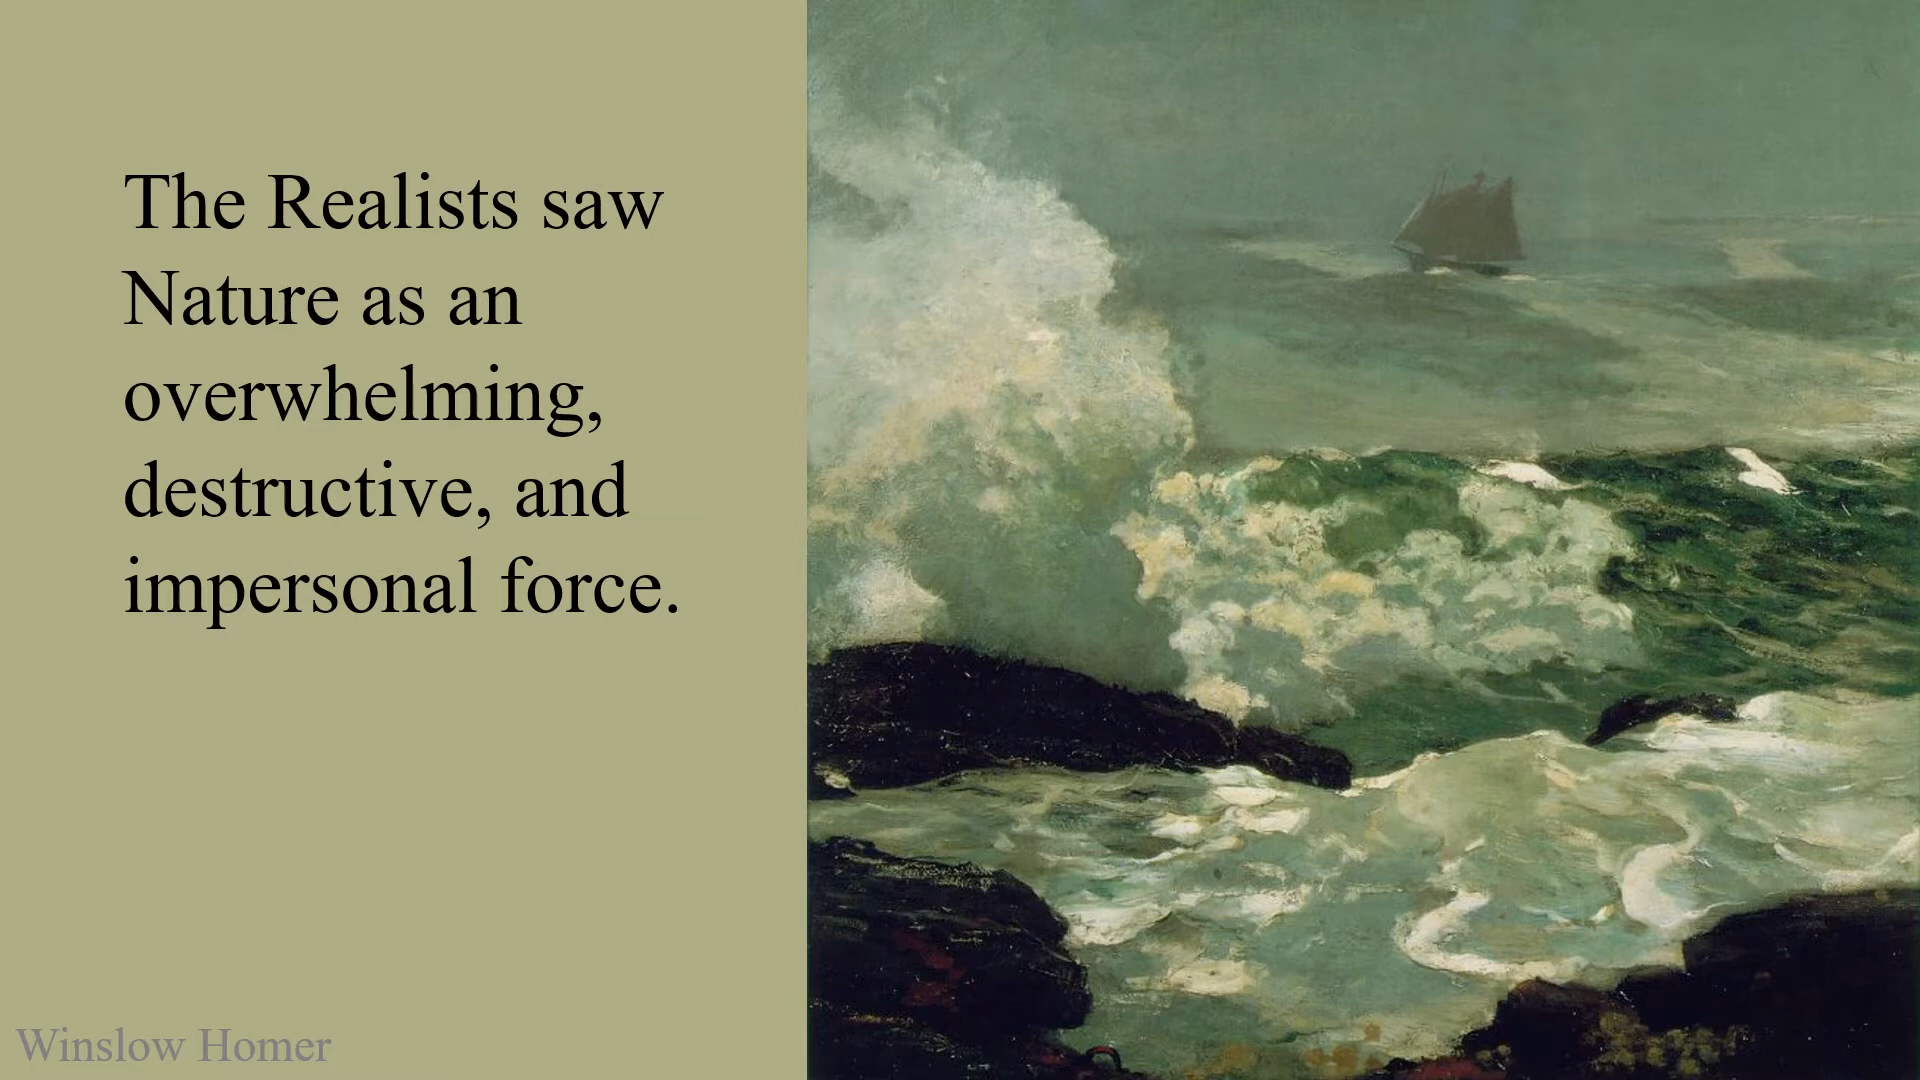 The Realists saw
Nature as an
overwhelming,
destructive, and
impersonal force.
Winslow Homer